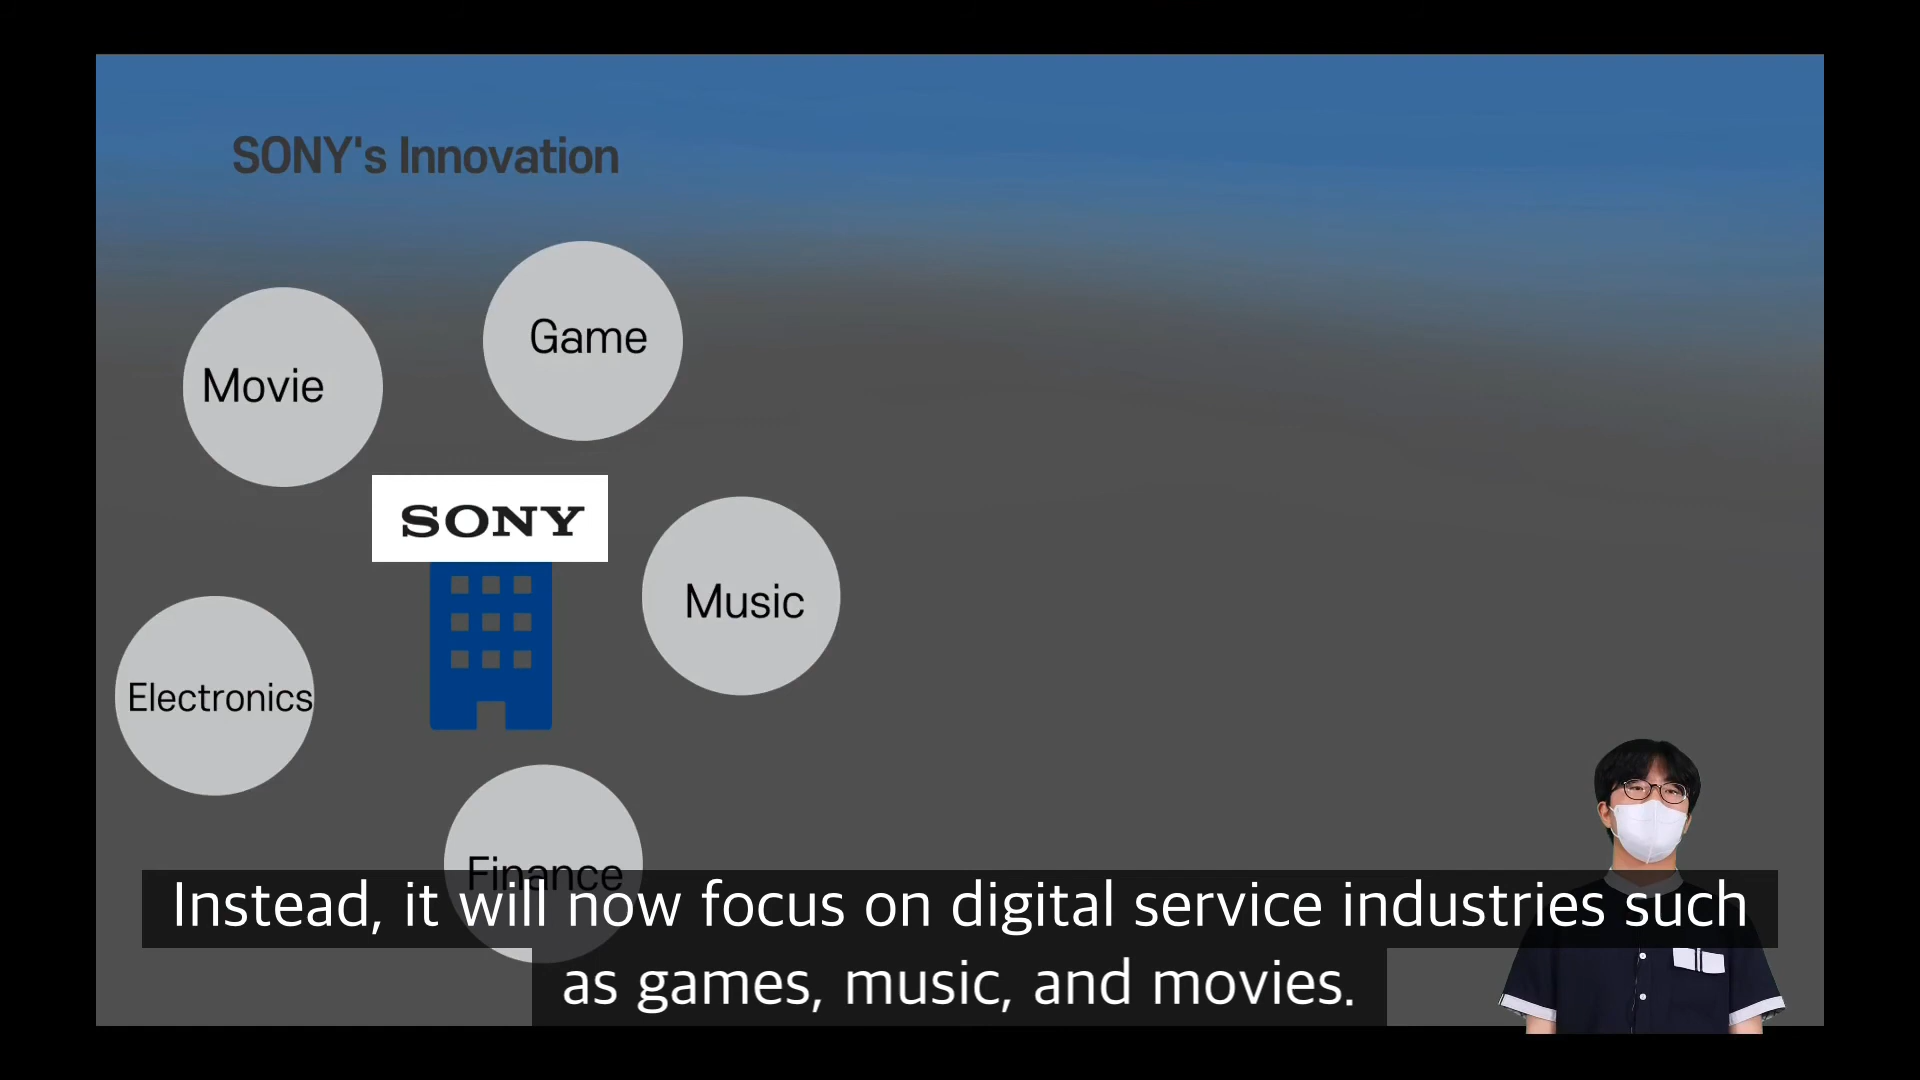 SONY's Innovation
Game
Movie
SONY
Music
Electronics
Finance
Instead, it will now focus on digital service industries such
as games, music, and movies.